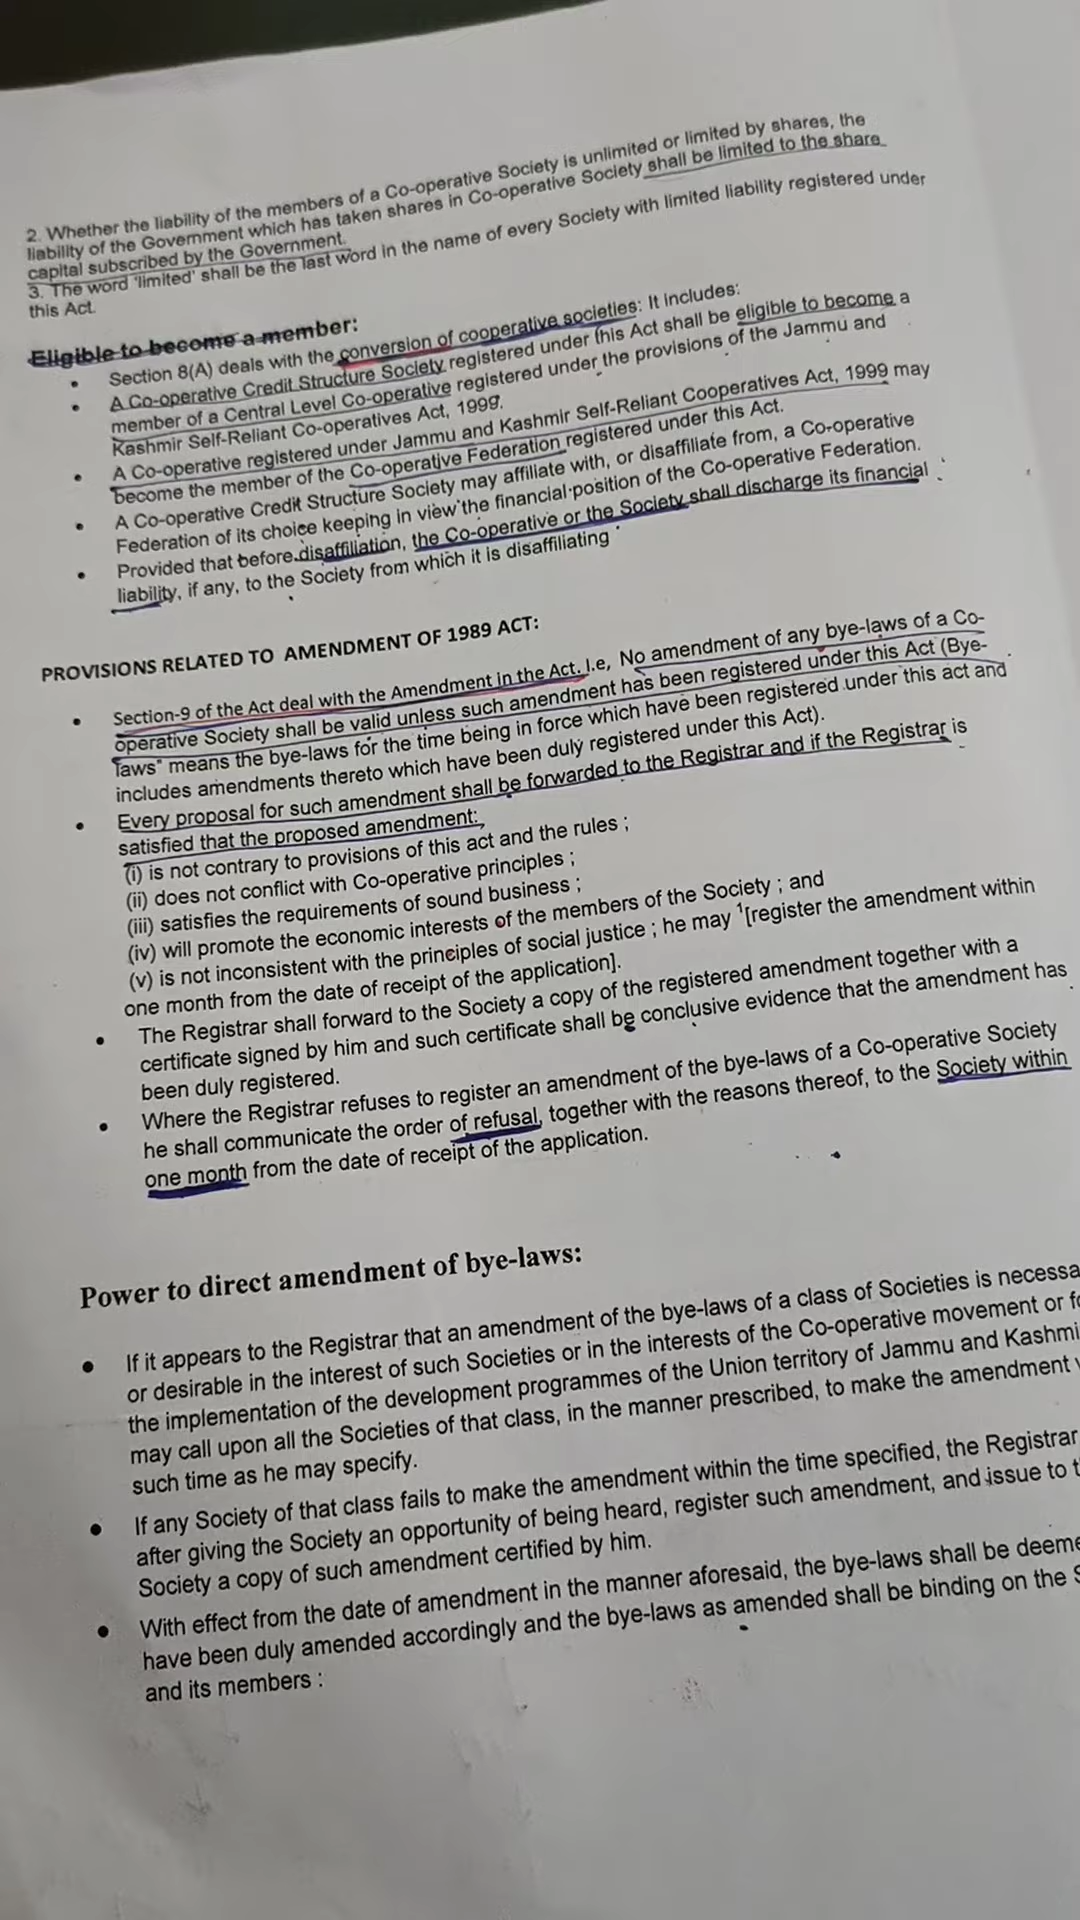 2. Whether the liability of the members of a Co-operative Society is unlimited or limited by shares, the
liability of the Government which has taken shares in Co-operative Society shall be limited to the share
capital subscribed by the Government.
3. The word 'limited' shall be the last word in the name of every Society with limited liability registered under
this Act.
Eligible to become a member:
• Section 8(A) deals with the conversion of cooperative societies: It includes:
• A Co-operative Credit Structure Society registered under this Act shall be eligible to become a
member of a Central Level Co-operative registered under the provisions of the Jammu and
Kashmir Self-Reliant Co-operatives Act, 1999.
• A Co-operative registered under Jammu and Kashmir Self-Reliant Cooperatives Act, 1999 may
become the member of the Co-operative Federation registered under this Act.
• A Co-operative Credit Structure Society may affiliate with, or disaffiliate from, a Co-operative
Federation of its choice keeping in view the financial position of the Co-operative Federation.
• Provided that before disaffiliation, the Co-operative or the Society shall discharge its financial
liability, if any, to the Society from which it is disaffiliating
PROVISIONS RELATED TO AMENDMENT OF 1989 ACT:
• Section-9 of the Act deal with the Amendment in the Act. I.e, No amendment of any bye-laws of a Co-
operative Society shall be valid unless such amendment has been registered under this Act (Bye-
laws" means the bye-laws for the time being in force which have been registered under this act and
includes amendments thereto which have been duly registered under this Act).
• Every proposal for such amendment shall be forwarded to the Registrar and if the Registrar is
satisfied that the proposed amendment:
(i) is not contrary to provisions of this act and the rules ;
(ii) does not conflict with Co-operative principles ;
(iii) satisfies the requirements of sound business ;
(iv) will promote the economic interests of the members of the Society ; and
(v) is not inconsistent with the principles of social justice ; he may ¹[register the amendment within
one month from the date of receipt of the application].
• The Registrar shall forward to the Society a copy of the registered amendment together with a
certificate signed by him and such certificate shall be conclusive evidence that the amendment has
been duly registered.
• Where the Registrar refuses to register an amendment of the bye-laws of a Co-operative Society
he shall communicate the order of refusal, together with the reasons thereof, to the Society within
one month from the date of receipt of the application.
Power to direct amendment of bye-laws:
• If it appears to the Registrar that an amendment of the bye-laws of a class of Societies is necessa
or desirable in the interest of such Societies or in the interests of the Co-operative movement or fo
the implementation of the development programmes of the Union territory of Jammu and Kashmi
may call upon all the Societies of that class, in the manner prescribed, to make the amendment
such time as he may specify.
• If any Society of that class fails to make the amendment within the time specified, the Registrar
after giving the Society an opportunity of being heard, register such amendment, and issue to t
Society a copy of such amendment certified by him.
• With effect from the date of amendment in the manner aforesaid, the bye-laws shall be deeme
have been duly amended accordingly and the bye-laws as amended shall be binding on the S
and its members :